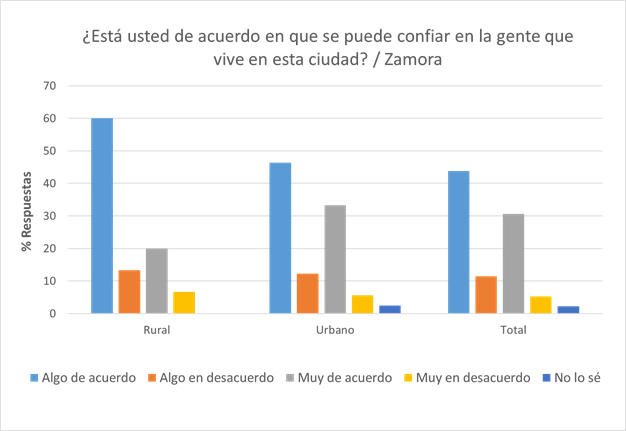 ¿Está usted de acuerdo en que se puede confiar en la gente que
vive en esta ciudad? / Zamora
70
60
50
40
30
20
10
0
% Respuestas
Rural Urbano Total
Algo de acuerdo Algo en desacuerdo Muy de acuerdo Muy en desacuerdo No lo sé